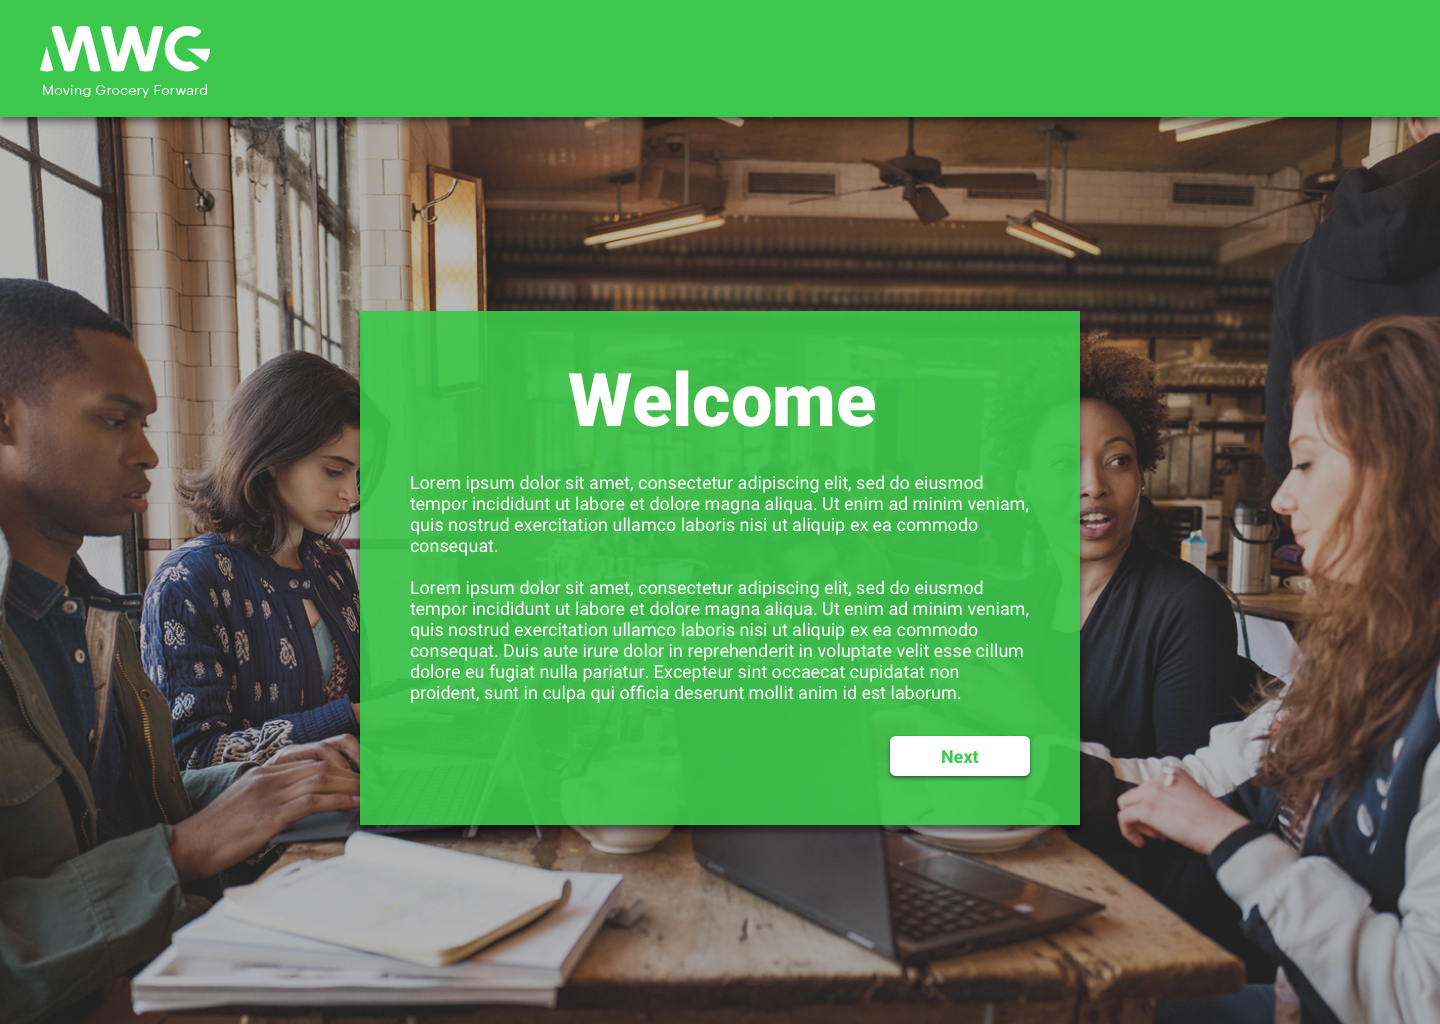 MWG
Moving Grocery Forward
Welcome
Lorem ipsum dolor sit amet, consectetur adipiscing elit, sed do eiusmod
tempor incididunt ut labore et dolore magna aliqua. Ut enim ad minim veniam,
quis nostrud exercitation ullamco laboris nisi ut aliquip ex ea commodo
consequat.
Lorem ipsum dolor sit amet, consectetur adipiscing elit, sed do eiusmod
tempor incididunt ut labore et dolore magna aliqua. Ut enim ad minim veniam,
quis nostrud exercitation ullamco laboris nisi ut aliquip ex ea commodo
consequat. Duis aute irure dolor in reprehenderit in voluptate velit esse cillum
dolore eu fugiat nulla pariatur. Excepteur sint occaecat cupidatat non
proident, sunt in culpa qui officia deserunt mollit anim id est laborum.
Next